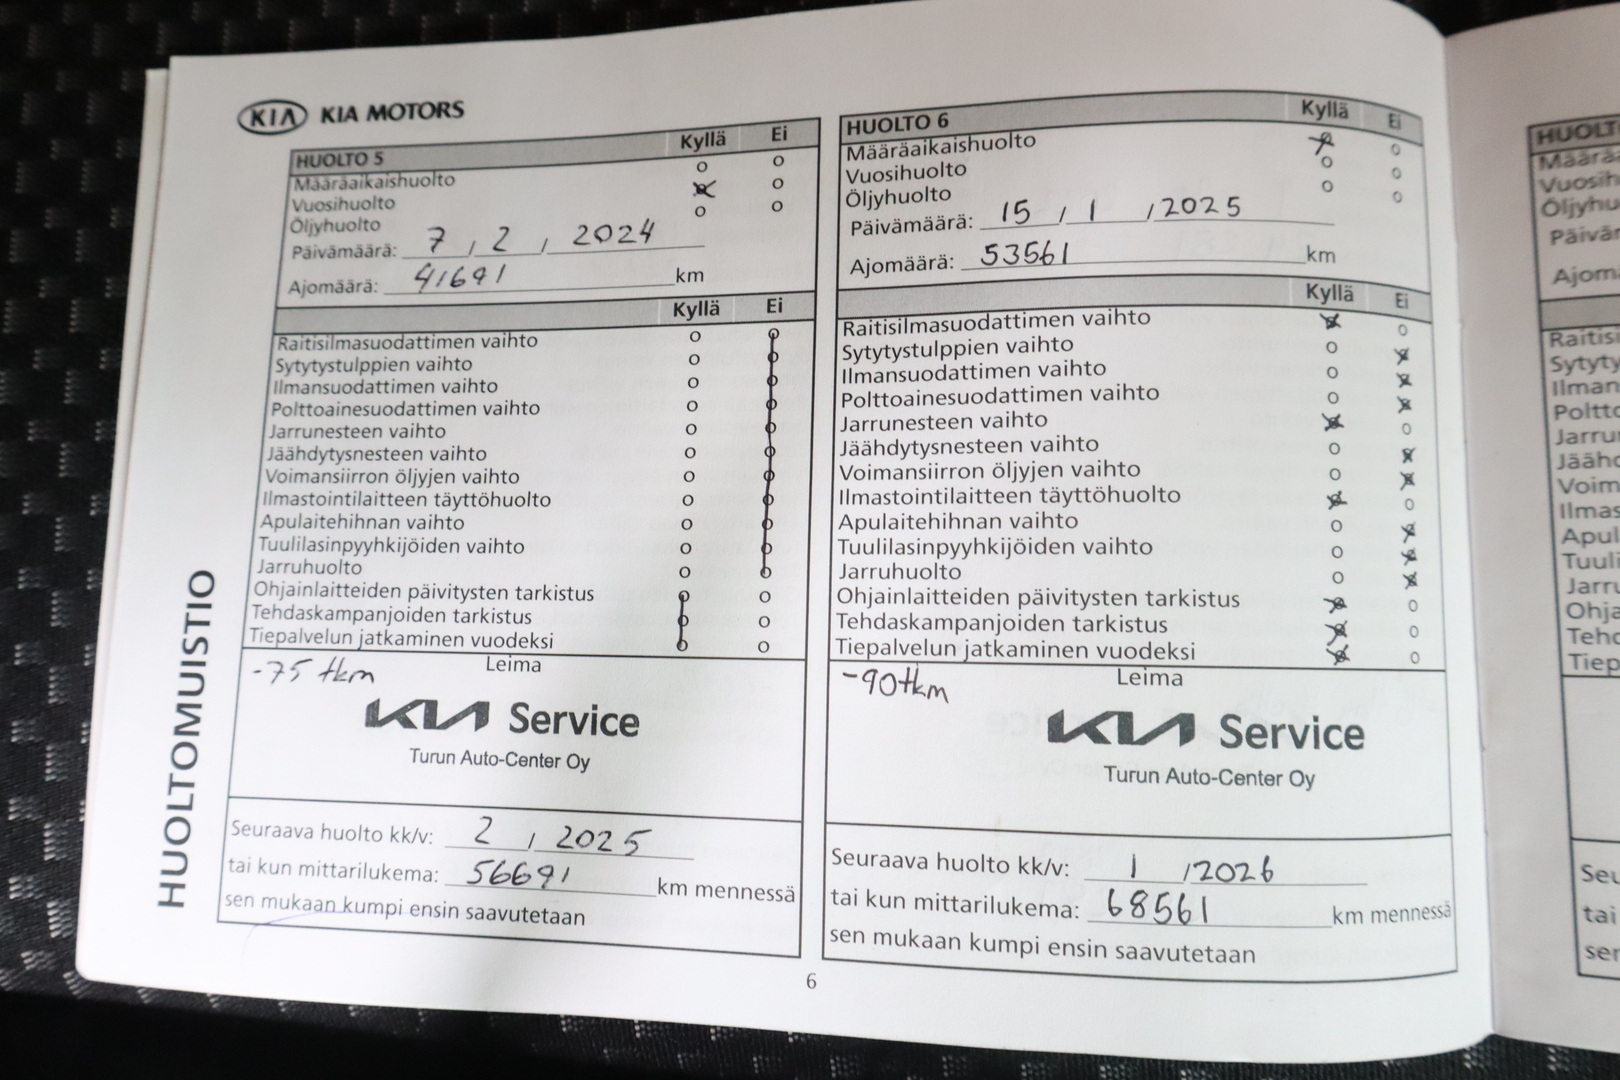 KIA KIA MOTORS
HUOLTO 5 Kyllä Ei
Määräaikaishuolto o o
Vuosihuolto x o
Öljyhuolto o o
Päivämäärä: 7 / 2 / 2024
Ajomäärä: 41691 km
Kyllä Ei
Raitisilmasuodattimen vaihto o o
Sytytystulppien vaihto o o
Ilmansuodattimen vaihto o o
Polttoainesuodattimen vaihto o o
Jarrunesteen vaihto o o
Jäähdytysnesteen vaihto o o
Voimansiirron öljyjen vaihto o o
Ilmastointilaitteen täyttöhuolto o o
Apulaitehihnan vaihto o o
Tuulilasinpyyhkijöiden vaihto o o
Jarruhuolto o o
Ohjainlaitteiden päivitysten tarkistus o o
Tehdaskampanjoiden tarkistus o o
Tiepalvelun jatkaminen vuodeksi o o
-75 tkm Leima
KIA Service
Turun Auto-Center Oy
Seuraava huolto kk/v: 2 / 2025
tai kun mittarilukema: 56691 km mennessä
sen mukaan kumpi ensin saavutetaan
HUOLTO 6 Kyllä Ei
Määräaikaishuolto x o
Vuosihuolto o o
Öljyhuolto o o
Päivämäärä: 15 / 1 / 2025
Ajomäärä: 53561 km
Kyllä Ei
Raitisilmasuodattimen vaihto x o
Sytytystulppien vaihto o x
Ilmansuodattimen vaihto o x
Polttoainesuodattimen vaihto o x
Jarrunesteen vaihto x o
Jäähdytysnesteen vaihto o x
Voimansiirron öljyjen vaihto o x
Ilmastointilaitteen täyttöhuolto x o
Apulaitehihnan vaihto o x
Tuulilasinpyyhkijöiden vaihto o x
Jarruhuolto o x
Ohjainlaitteiden päivitysten tarkistus x o
Tehdaskampanjoiden tarkistus x o
Tiepalvelun jatkaminen vuodeksi x o
-90tkm Leima
KIA Service
Turun Auto-Center Oy
Seuraava huolto kk/v: 1 / 2026
tai kun mittarilukema: 68561 km mennessä
sen mukaan kumpi ensin saavutetaan
HUOLTOMUISTIO
6